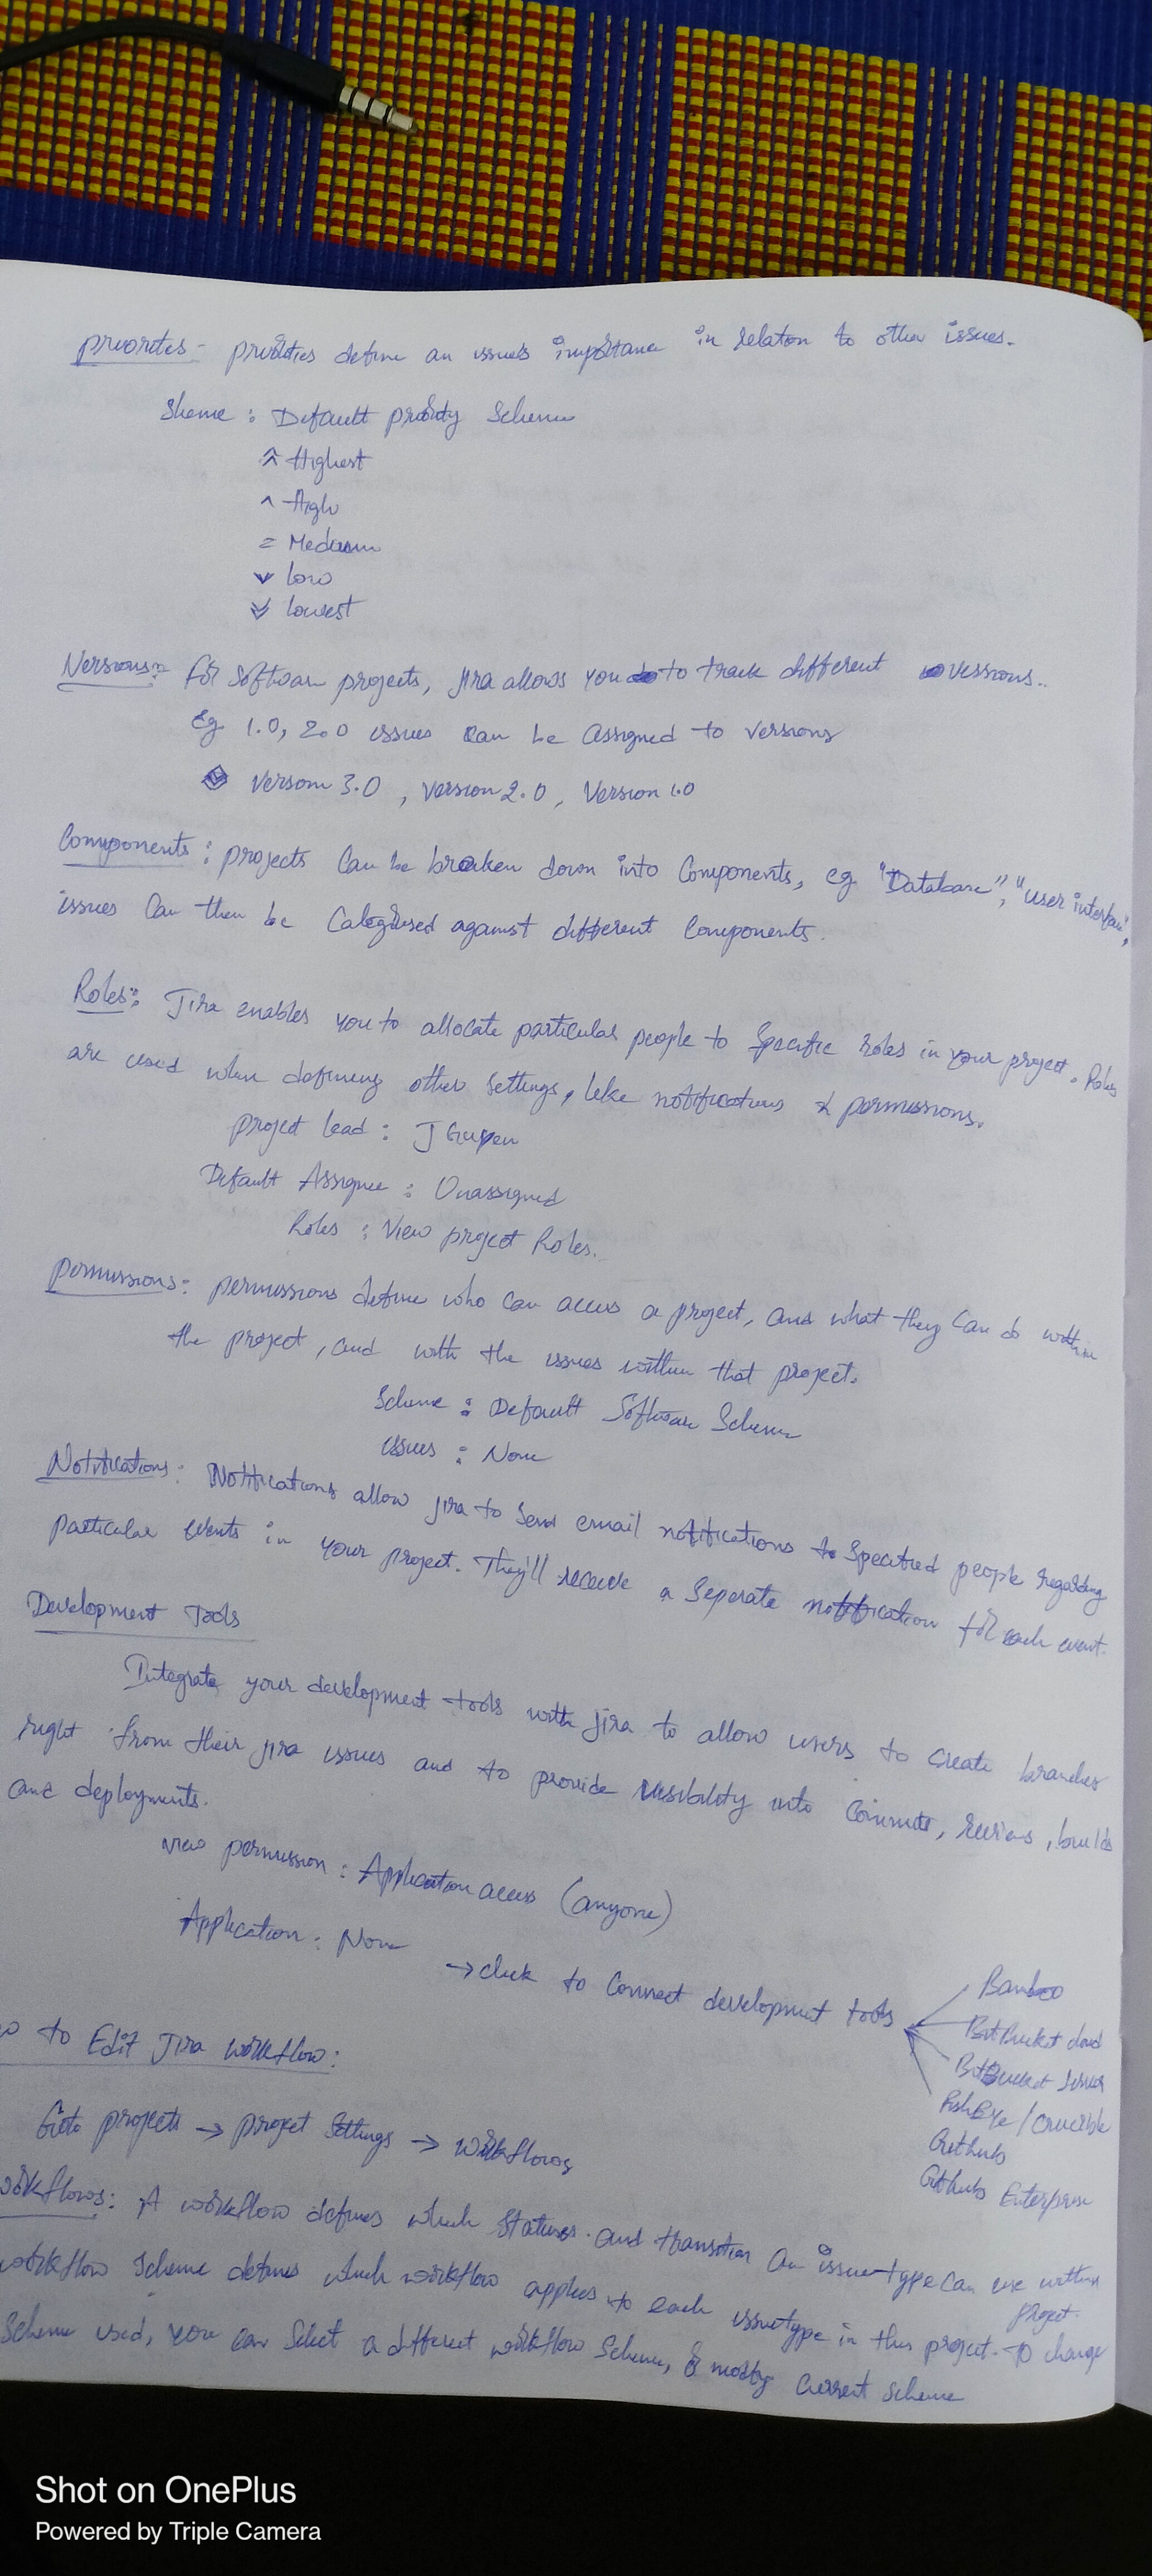 priorites - priorities define an issue's importance in relation to other issues.
Sheme : Default priority Scheme
Highest
^ High
= Medium
v low
lowest
Versions:- for Software projects, jira allows you to track different versions..
Eg 1.0, 2.0 issues can be assigned to versions
Version 3.0 , version 2.0 , Version 1.0
Components : projects Can be broken down into Components, eg "Database", "user interface",
issues Can then be Categorised against different Components.
Roles: Jira enables you to allocate particular people to Specific roles in your project. Roles
are used when defining other Settings, like notifications & permissions.
project lead : J
Default Assignee : Unassigned
Roles : View project Roles.
permissions: permissions define who can access a project, and what they can do within
the project, and with the issues within that project.
Scheme : Default Software Scheme
issues : None
Notifications: Notifications allow jira to send email notifications to Specified people regarding
particular events in your project. They'll receive a Seperate notification for each event.
Development Tools
Integrate your development tools with jira to allow users to create branches
right from their jira issues and to provide visibility into Commits, reviews, builds
and deployments.
view permission : Application access (anyone)
Application : None
→ click to Connect development tools
Bamboo
BitBucket cloud
BitBucket Server
FishEye / crucible
Github
Github Enterprise
to Edit Jira workflow :
Goto projects → project Settings → workflows
workflows: A workflow defines which Statuses and transition an issuetype can use within
project.
workflow Scheme defines which workflow applies to each issuetype in this project. To change
Scheme used, you can Select a different workflow Scheme, or modify current scheme
Shot on OnePlus
Powered by Triple Camera